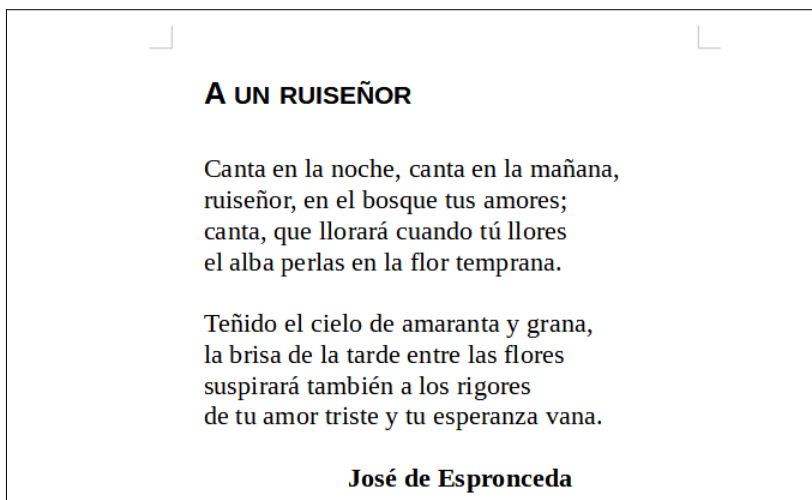 A UN RUISEÑOR
Canta en la noche, canta en la mañana,
ruiseñor, en el bosque tus amores;
canta, que llorará cuando tú llores
el alba perlas en la flor temprana.
Teñido el cielo de amaranta y grana,
la brisa de la tarde entre las flores
suspirará también a los rigores
de tu amor triste y tu esperanza vana.
José de Espronceda